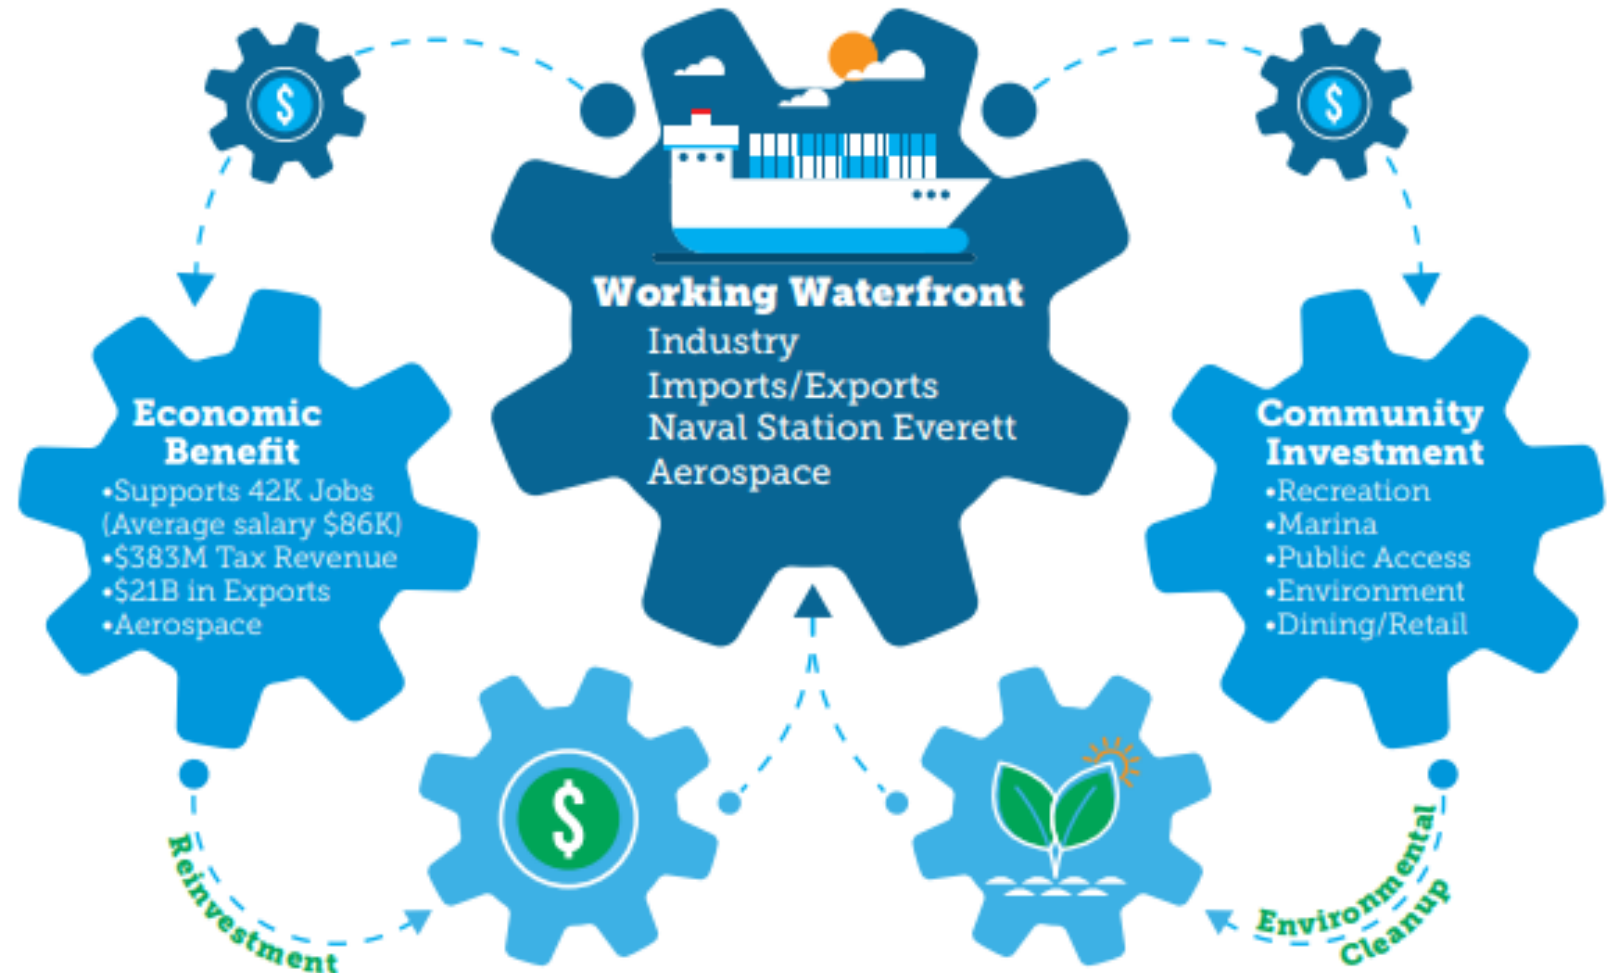 $
$
Working Waterfront
Industry
Imports/Exports
Naval Station Everett
Aerospace
Economic
Benefit
•Supports 42K Jobs
(Average salary $86K)
•$383M Tax Revenue
•$21B in Exports
•Aerospace
Community
Investment
•Recreation
•Marina
•Public Access
•Environment
•Dining/Retail
$
Reinvestment
Environmental
Cleanup